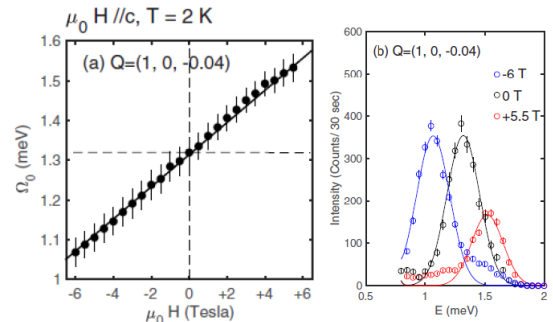 μ₀ H //c, T = 2 K
(a) Q=(1, 0, -0.04)
1.6
1.5
1.4
1.3
1.2
1.1
1
Ω₀ (meV)
-6 -4 -2 0 +2 +4 +6
μ₀ H (Tesla)
(b) Q=(1, 0, -0.04)
-6 T
0 T
+5.5 T
600
500
400
300
200
100
0
Intensity (Counts/ 30 sec)
0.5 1 1.5 2
E (meV)